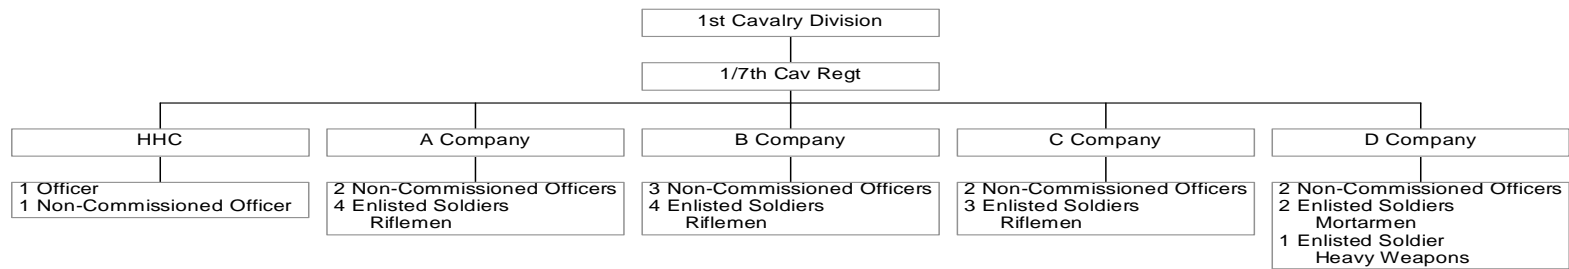 1st Cavalry Division
1/7th Cav Regt
HHC
A Company
B Company
C Company
D Company
1 Officer
1 Non-Commissioned Officer
2 Non-Commissioned Officers
4 Enlisted Soldiers
Riflemen
3 Non-Commissioned Officers
4 Enlisted Soldiers
Riflemen
2 Non-Commissioned Officers
3 Enlisted Soldiers
Riflemen
2 Non-Commissioned Officers
2 Enlisted Soldiers
Mortarmen
1 Enlisted Soldier
Heavy Weapons